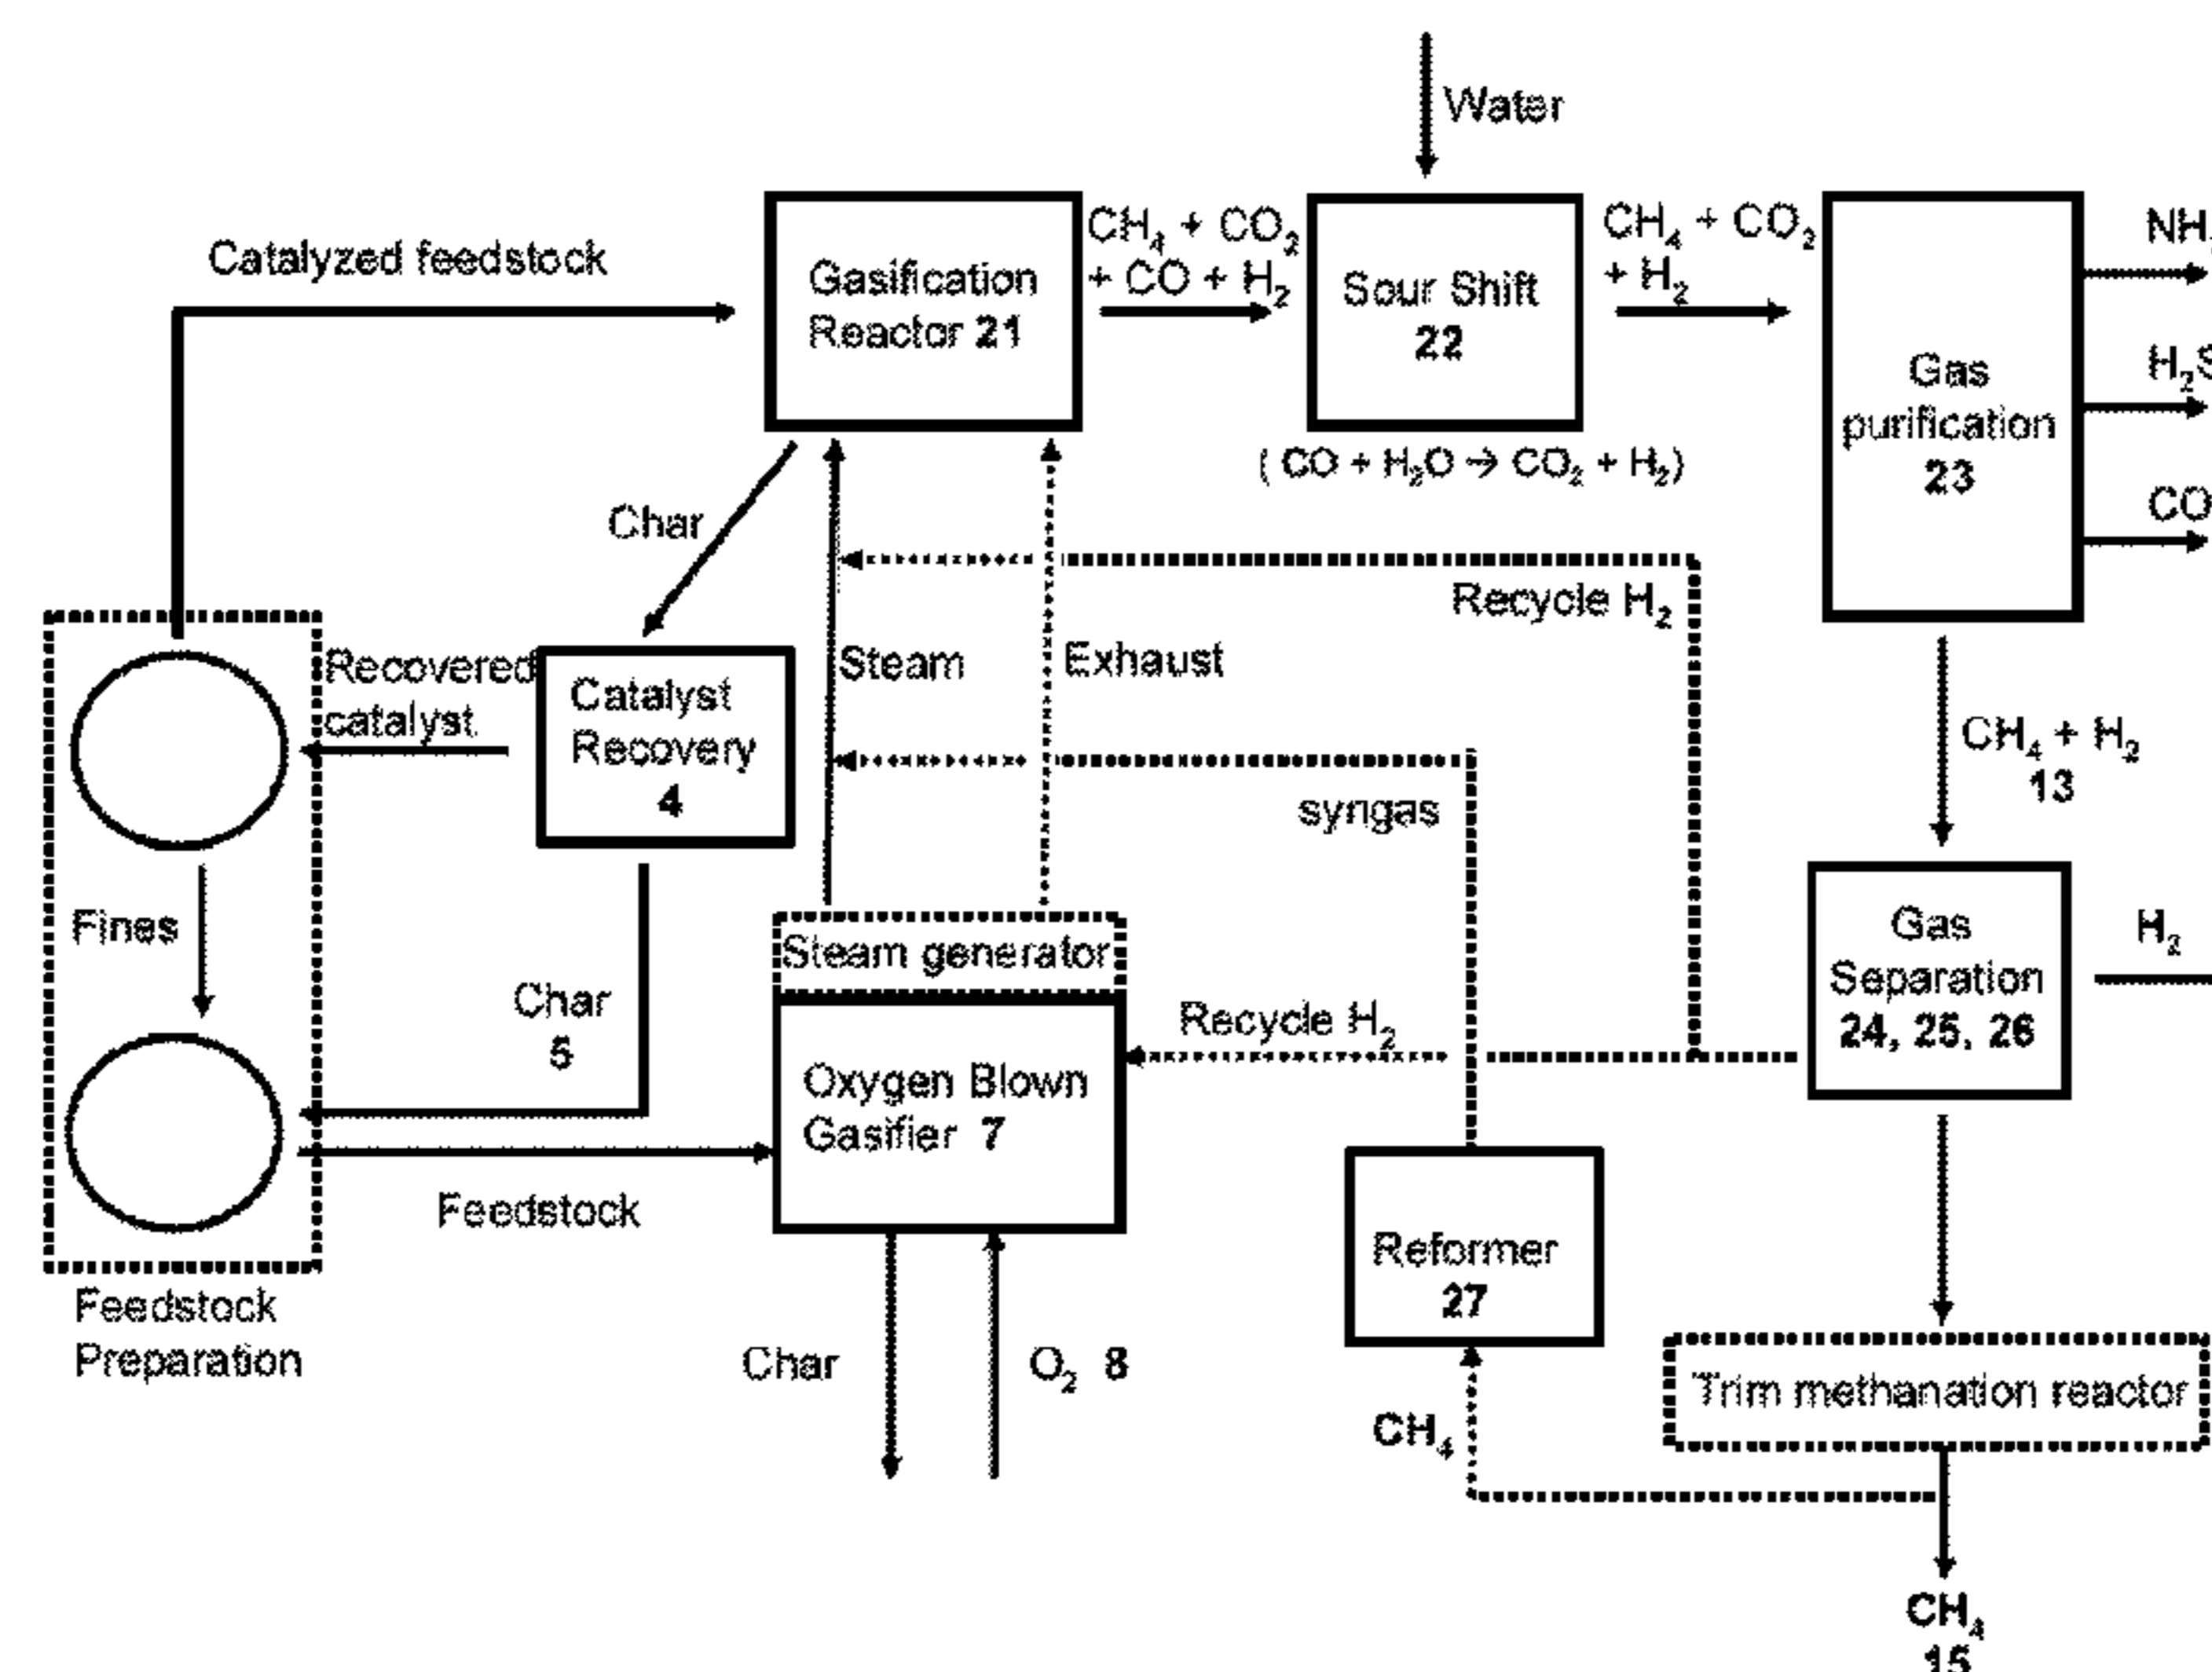 Water
Catalyzed feedstock
Gasification
Reactor 21
CH₄ + CO₂
+ CO + H₂
Sour Shift
22
CH₄ + CO₂
+ H₂
Gas
purification
23
NH
H₂S
CO
( CO + H₂O → CO₂ + H₂)
Char
Recycle H₂
Recovered
catalyst
Catalyst
Recovery
4
Steam
Exhaust
CH₄ + H₂
13
syngas
Fines
Steam generator
Char
5
Oxygen Blown
Gasifier 7
Recycle H₂
Gas
Separation
24, 25, 26
H₂
Feedstock
Reformer
27
Feedstock
Preparation
Char
O₂ 8
CH₄
Trim methanation reactor
CH₄
15